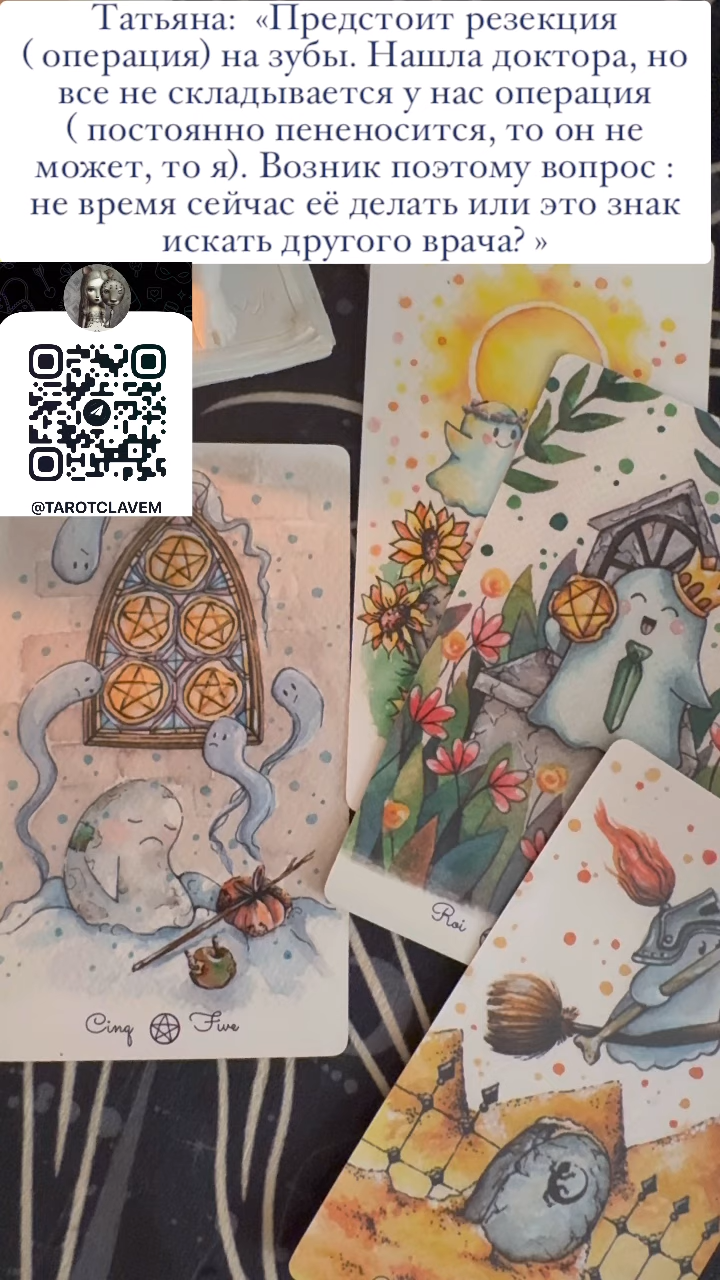 Татьяна: «Предстоит резекция
( операция) на зубы. Нашла доктора, но
все не складывается у нас операция
( постоянно пененосится, то он не
может, то я). Возник поэтому вопрос :
не время сейчас её делать или это знак
искать другого врача? »
@TAROTCLAVEM
Roi
Cinq Five